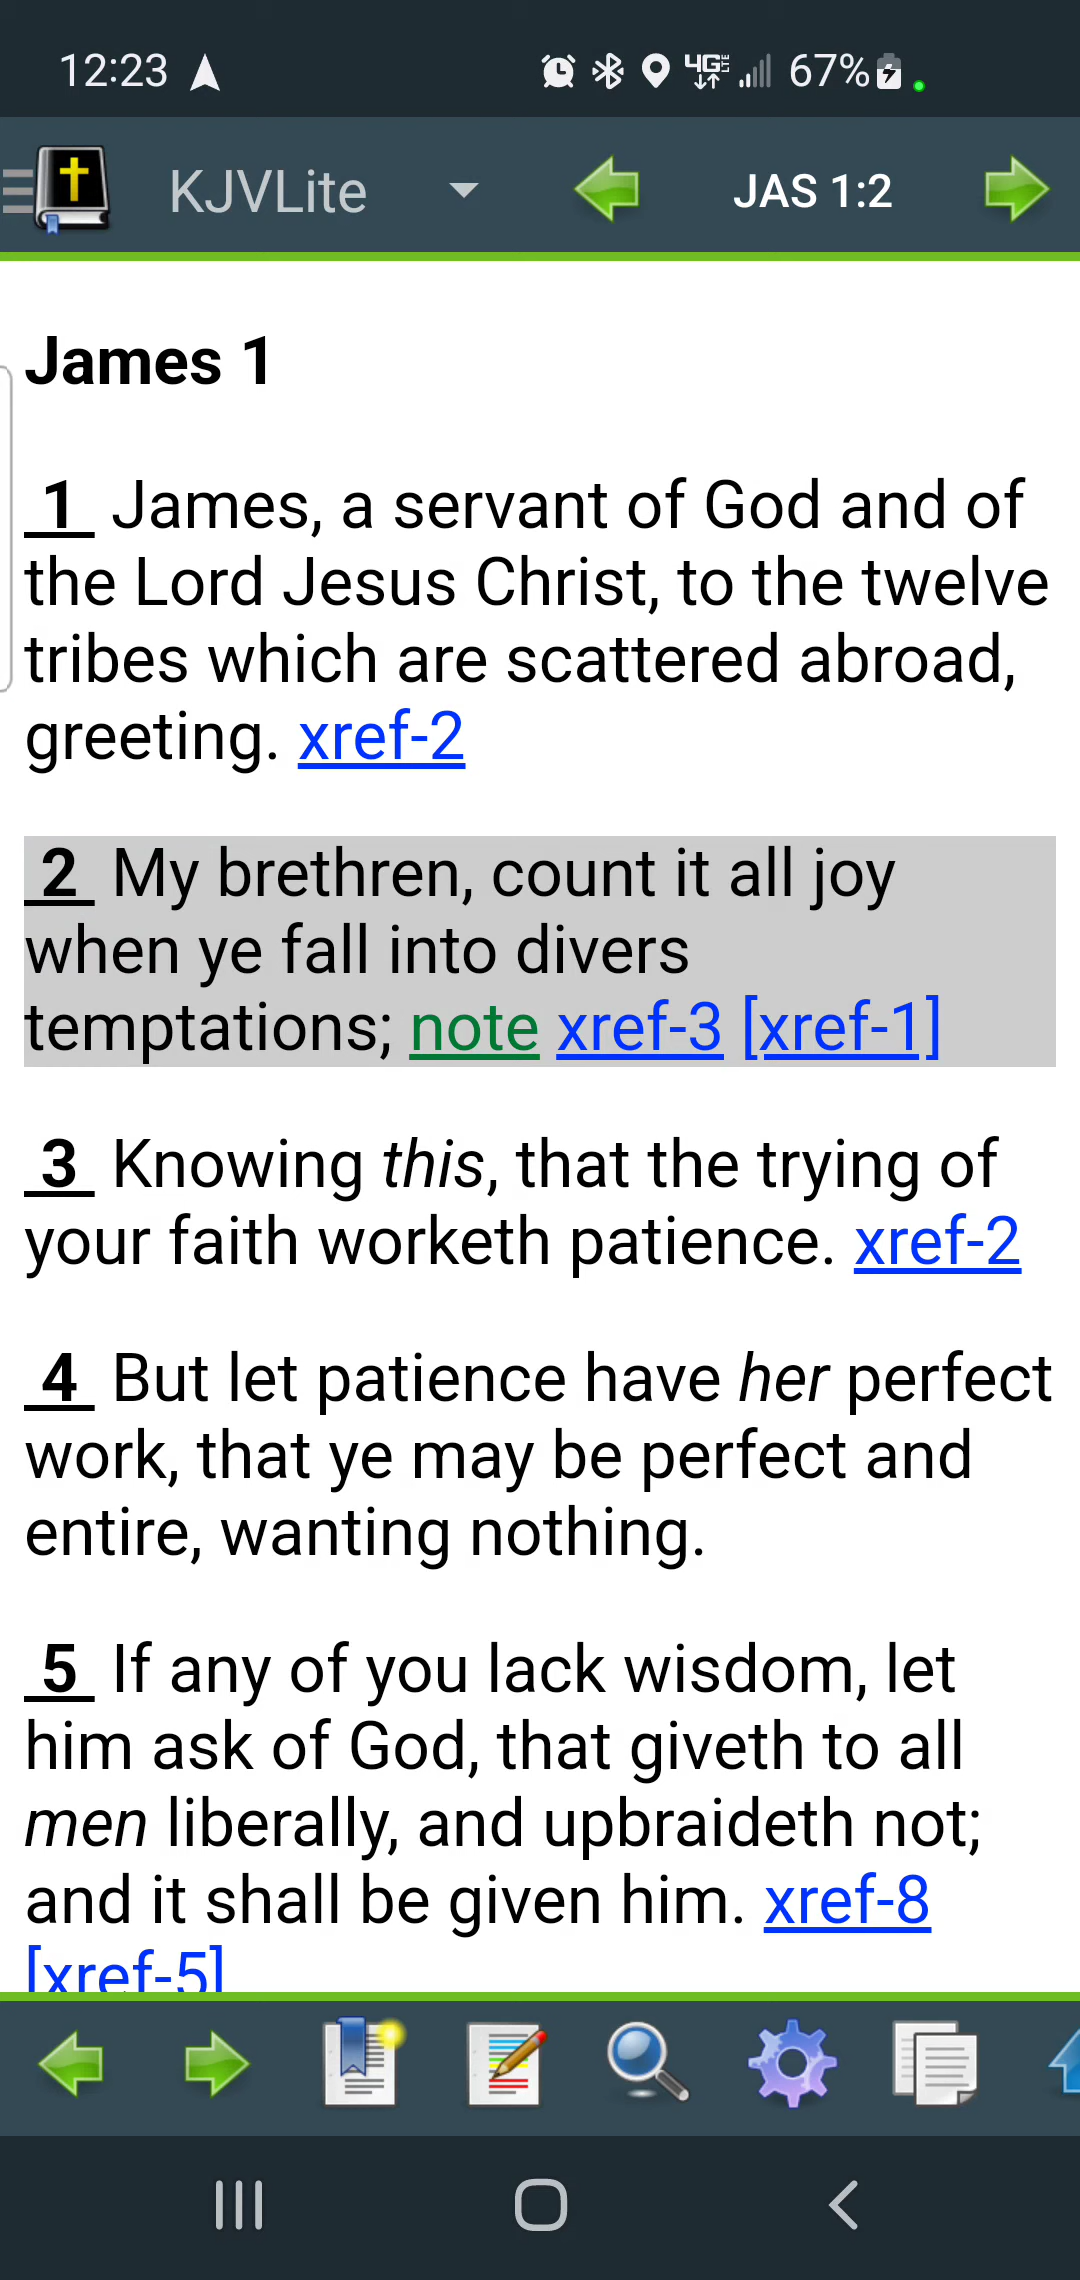 12:23 4G LTE 67%
KJVLite JAS 1:2
James 1
1 James, a servant of God and of
the Lord Jesus Christ, to the twelve
tribes which are scattered abroad,
greeting. xref-2
2 My brethren, count it all joy
when ye fall into divers
temptations; note xref-3 [xref-1]
3 Knowing this, that the trying of
your faith worketh patience. xref-2
4 But let patience have her perfect
work, that ye may be perfect and
entire, wanting nothing.
5 If any of you lack wisdom, let
him ask of God, that giveth to all
men liberally, and upbraideth not;
and it shall be given him. xref-8
[xref-5]